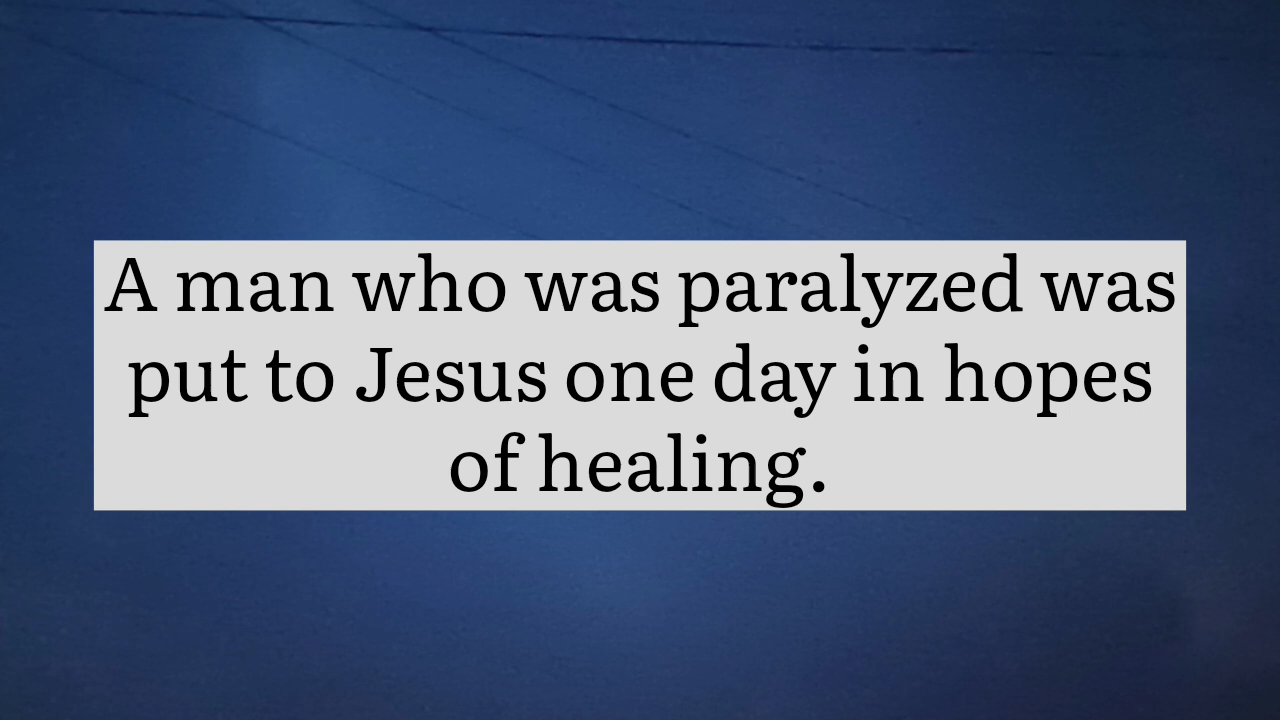 A man who was paralyzed was
put to Jesus one day in hopes
of healing.